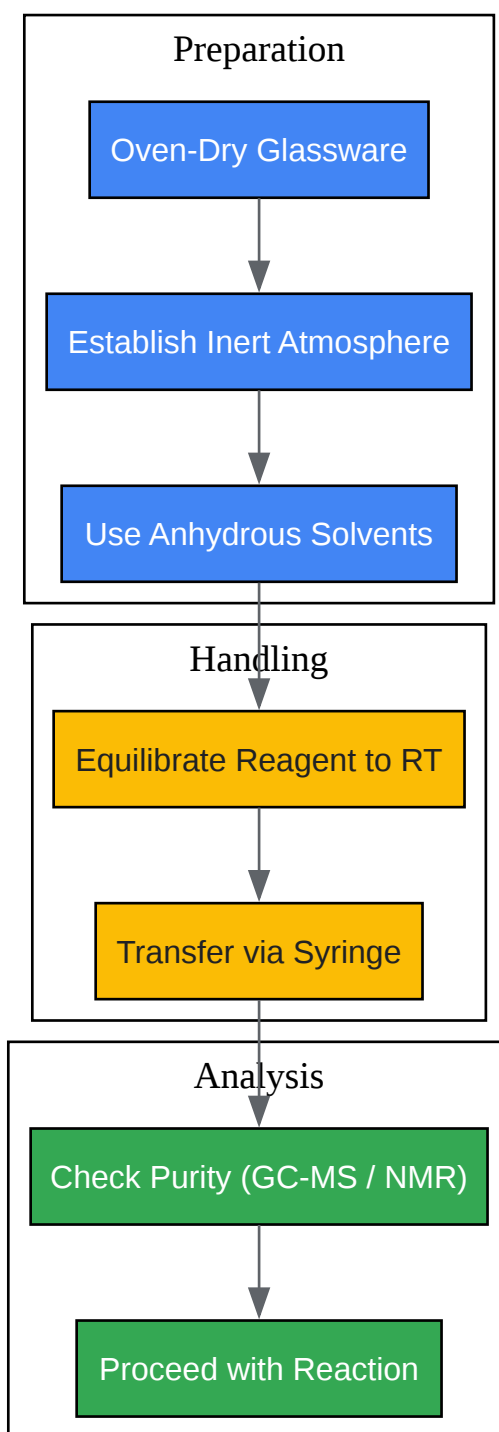 Preparation
Oven-Dry Glassware
Establish Inert Atmosphere
Use Anhydrous Solvents
Handling
Equilibrate Reagent to RT
Transfer via Syringe
Analysis
Check Purity (GC-MS / NMR)
Proceed with Reaction